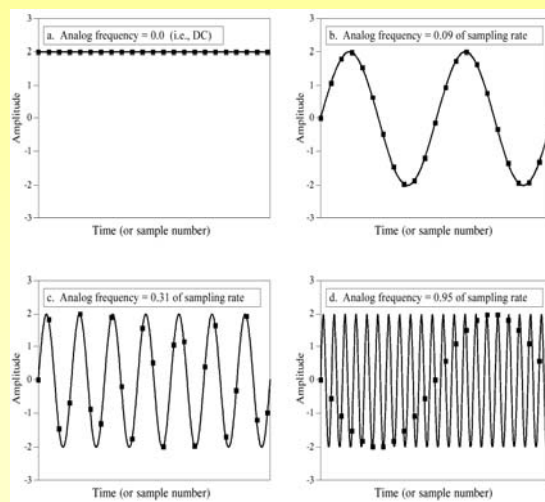 a. Analog frequency = 0.0 (i.e., DC)
3
2
1
0
-1
-2
-3
Amplitude
Time (or sample number)
b. Analog frequency = 0.09 of sampling rate
3
2
1
0
-1
-2
-3
Amplitude
Time (or sample number)
c. Analog frequency = 0.31 of sampling rate
3
2
1
0
-1
-2
-3
Amplitude
Time (or sample number)
d. Analog frequency = 0.95 of sampling rate
3
2
1
0
-1
-2
-3
Amplitude
Time (or sample number)